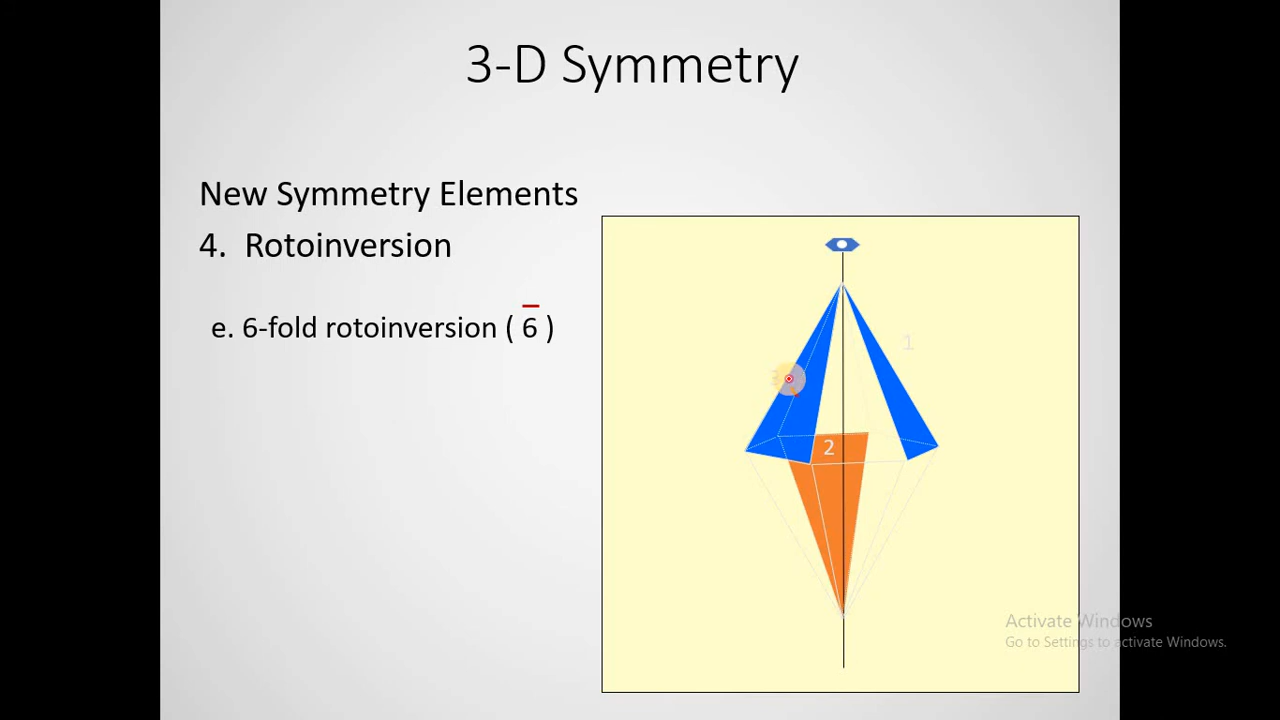 3-D Symmetry
New Symmetry Elements
4. Rotoinversion
e. 6-fold rotoinversion ( 6̅ )
1
2
Activate Windows
Go to Settings to activate Windows.